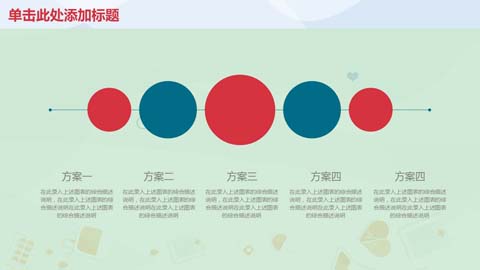 单击此处添加标题
方案一
在此录入上述图表的综合描述
说明，在此录入上述图表的综
合描述说明在此录入上述图表
的综合描述说明
方案二
在此录入上述图表的综合描述
说明，在此录入上述图表的综
合描述说明在此录入上述图表
的综合描述说明
方案三
在此录入上述图表的综合描述
说明，在此录入上述图表的综
合描述说明在此录入上述图表
的综合描述说明
方案四
在此录入上述图表的综合描述
说明，在此录入上述图表的综
合描述说明在此录入上述图表
的综合描述说明
方案四
在此录入上述图表的综合描述
说明，在此录入上述图表的综
合描述说明在此录入上述图表
的综合描述说明